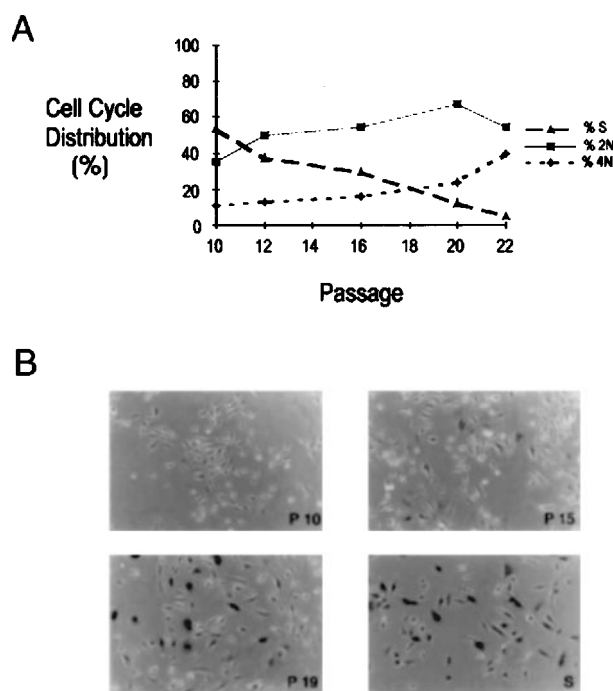 A
Cell Cycle
Distribution
(%)
100
80
60
40
20
0
10 12 14 16 18 20 22
Passage
% S
% 2N
% 4N
B
P 10
P 15
P 19
S